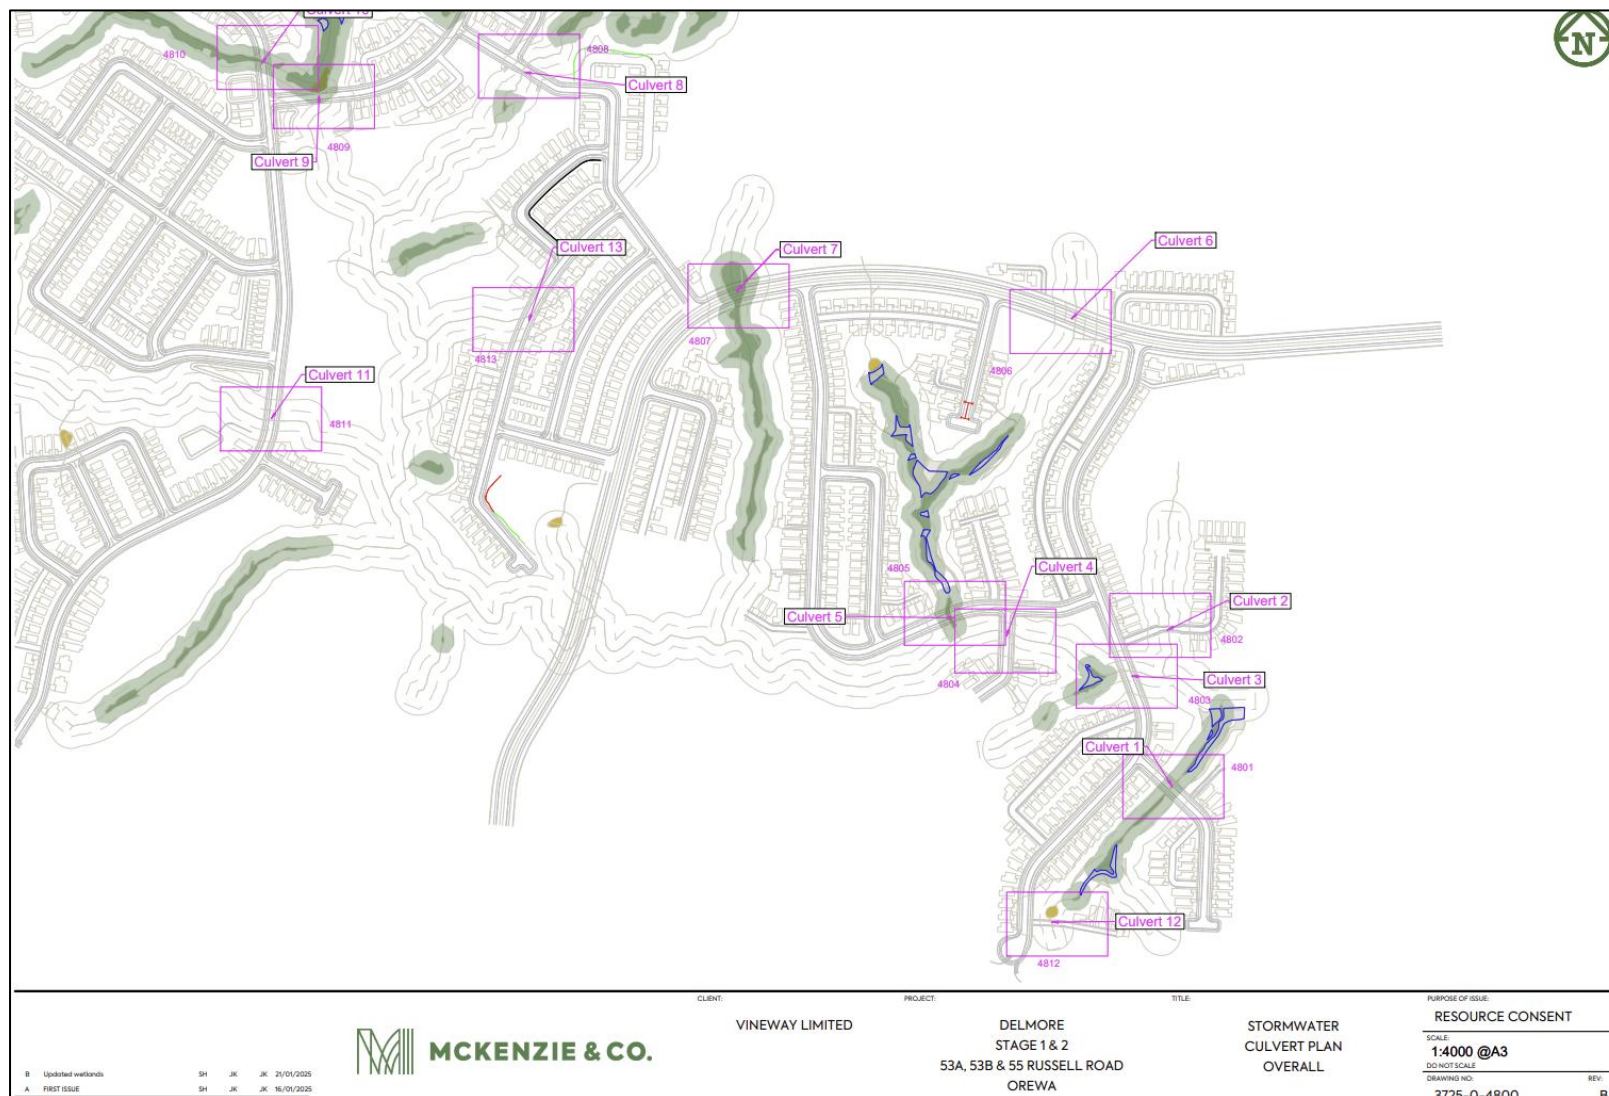 4810
4808
Culvert 8
N
4809
Culvert 9
Culvert 13
Culvert 7
Culvert 6
4807
4813
4806
Culvert 11
4811
4805
Culvert 4
Culvert 5
Culvert 2
4802
4804
Culvert 3
4803
Culvert 1
4801
Culvert 12
4812
CLIENT:
VINEWAY LIMITED
PROJECT:
DELMORE
STAGE 1 & 2
53A, 53B & 55 RUSSELL ROAD
OREWA
TITLE:
STORMWATER
CULVERT PLAN
OVERALL
PURPOSE OF ISSUE:
RESOURCE CONSENT
SCALE:
1:4000 @A3
DO NOT SCALE
DRAWING NO:
REV:
3725-0-4800
B
MCKENZIE & CO.
B Updated wetlands SH JK JK 21/01/2025
A FIRST ISSUE SH JK JK 16/01/2025